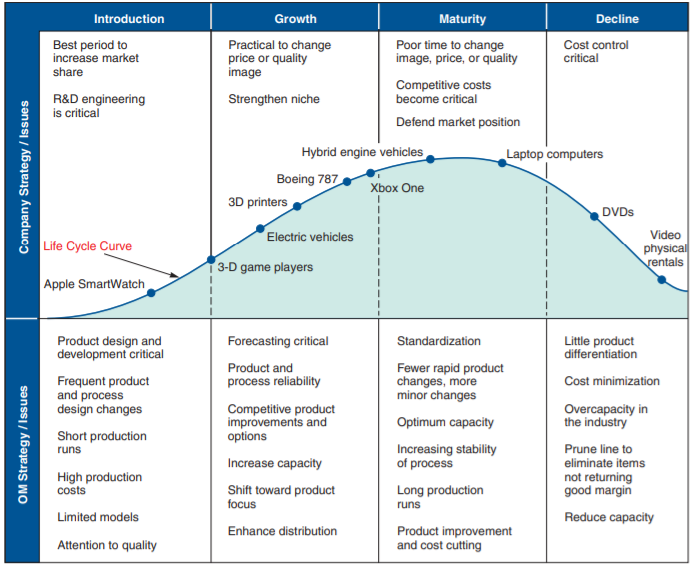 Introduction
Growth
Maturity
Decline
Company Strategy / Issues
Best period to
increase market
share
R&D engineering
is critical
Practical to change
price or quality
image
Strengthen niche
Poor time to change
image, price, or quality
Competitive costs
become critical
Defend market position
Cost control
critical
Hybrid engine vehicles
Laptop computers
Boeing 787
Xbox One
3D printers
DVDs
Electric vehicles
Video
physical
rentals
Life Cycle Curve
3-D game players
Apple SmartWatch
OM Strategy / Issues
Product design and
development critical
Frequent product
and process
design changes
Short production
runs
High production
costs
Limited models
Attention to quality
Forecasting critical
Product and
process reliability
Competitive product
improvements and
options
Increase capacity
Shift toward product
focus
Enhance distribution
Standardization
Fewer rapid product
changes, more
minor changes
Optimum capacity
Increasing stability
of process
Long production
runs
Product improvement
and cost cutting
Little product
differentiation
Cost minimization
Overcapacity in
the industry
Prune line to
eliminate items
not returning
good margin
Reduce capacity